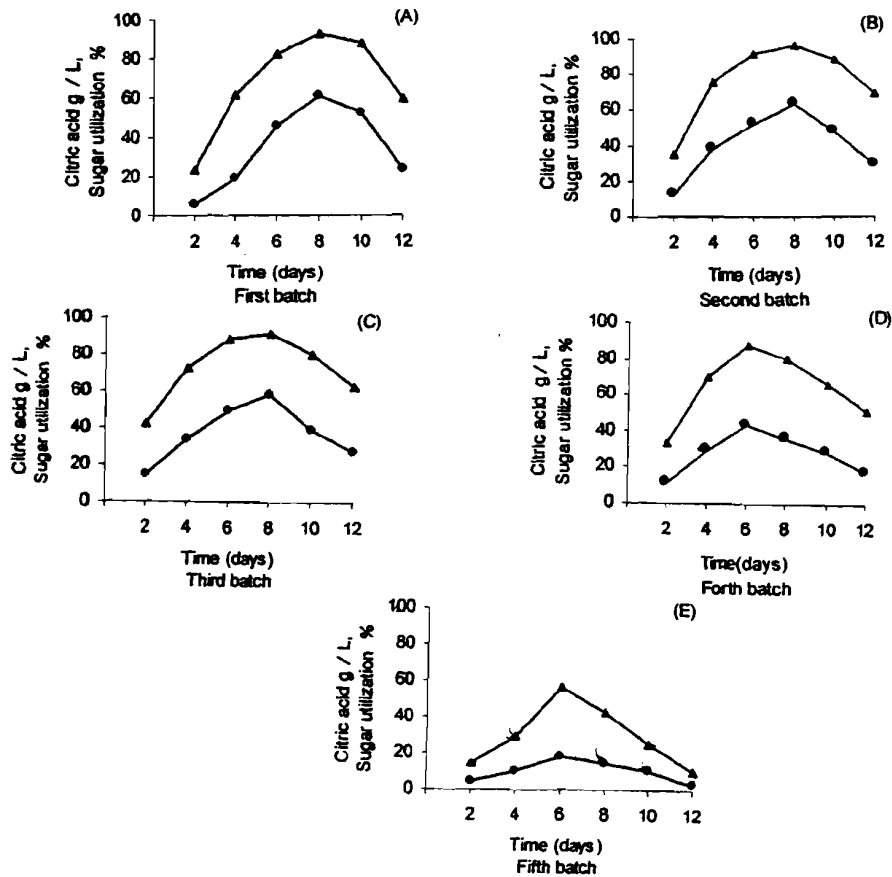 (A)
Citric acid g / L,
Sugar utilization %
100
80
60
40
20
0
2 4 6 8 10 12
Time (days)
First batch
(B)
Citric acid g / L,
Sugar utilization %
100
80
60
40
20
0
2 4 6 8 10 12
Time (days)
Second batch
(C)
Citric acid g / L,
Sugar utilization %
100
80
60
40
20
0
2 4 6 8 10 12
Time (days)
Third batch
(D)
Citric acid g / L,
Sugar utilization %
100
80
60
40
20
0
2 4 6 8 10 12
Time(days)
Forth batch
(E)
Citric acid g / L,
Sugar utilization %
100
80
60
40
20
0
2 4 6 8 10 12
Time (days)
Fifth batch